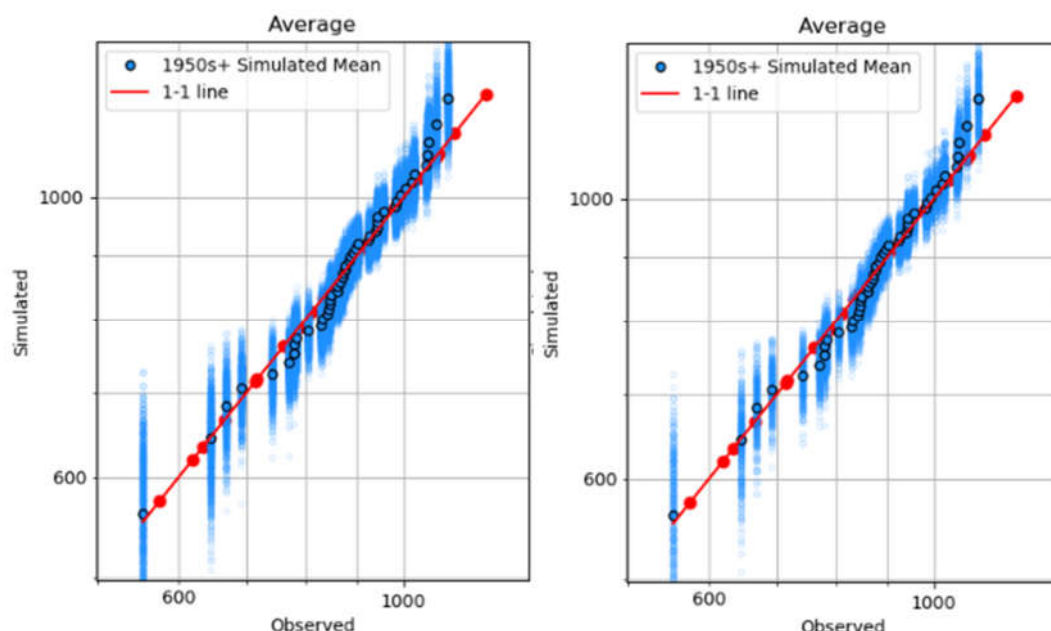 Average
1950s+ Simulated Mean
1-1 line
1000
600
Simulated
600
1000
Observed
Average
1950s+ Simulated Mean
1-1 line
1000
600
Simulated
600
1000
Observed